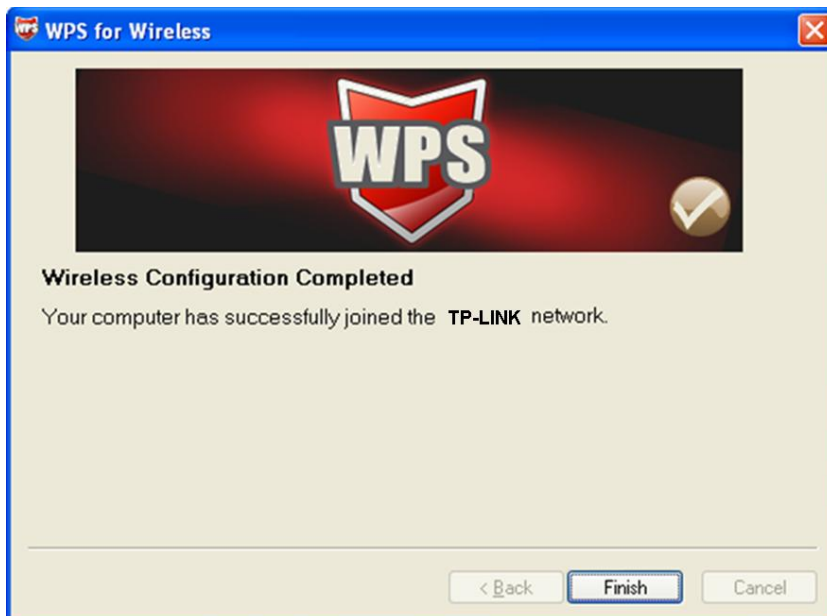 WPS WPS for Wireless
WPS
Wireless Configuration Completed
Your computer has successfully joined the TP-LINK network.
< Back Finish Cancel